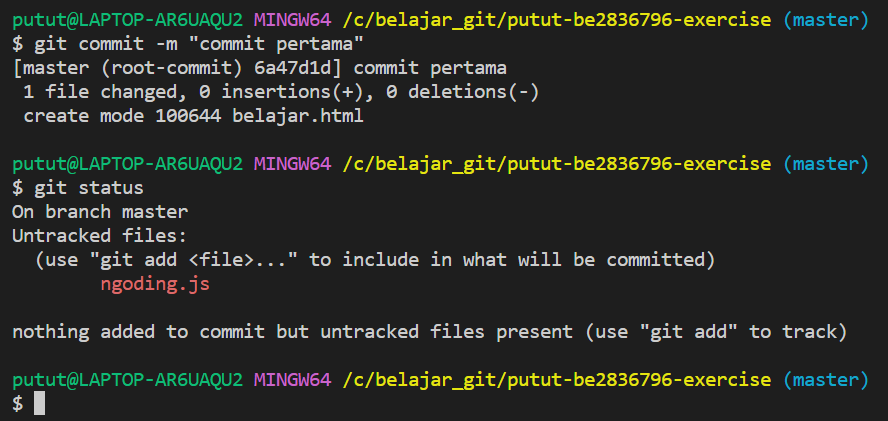 putut@LAPTOP-AR6UAQU2 MINGW64 /c/belajar_git/putut-be2836796-exercise (master)
$ git commit -m "commit pertama"
[master (root-commit) 6a47d1d] commit pertama
 1 file changed, 0 insertions(+), 0 deletions(-)
 create mode 100644 belajar.html

putut@LAPTOP-AR6UAQU2 MINGW64 /c/belajar_git/putut-be2836796-exercise (master)
$ git status
On branch master
Untracked files:
  (use "git add <file>..." to include in what will be committed)
        ngoding.js

nothing added to commit but untracked files present (use "git add" to track)

putut@LAPTOP-AR6UAQU2 MINGW64 /c/belajar_git/putut-be2836796-exercise (master)
$